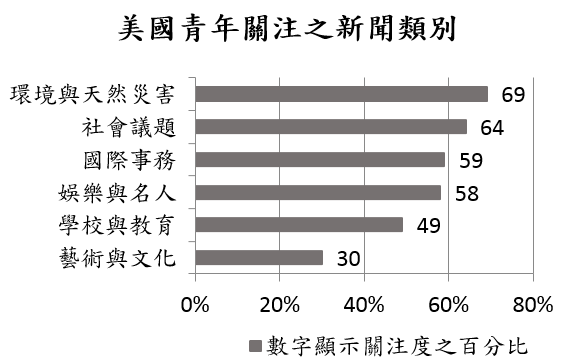 美國青年關注之新聞類別
環境與天然災害 69
社會議題 64
國際事務 59
娛樂與名人 58
學校與教育 49
藝術與文化 30
0% 20% 40% 60% 80%
數字顯示關注度之百分比